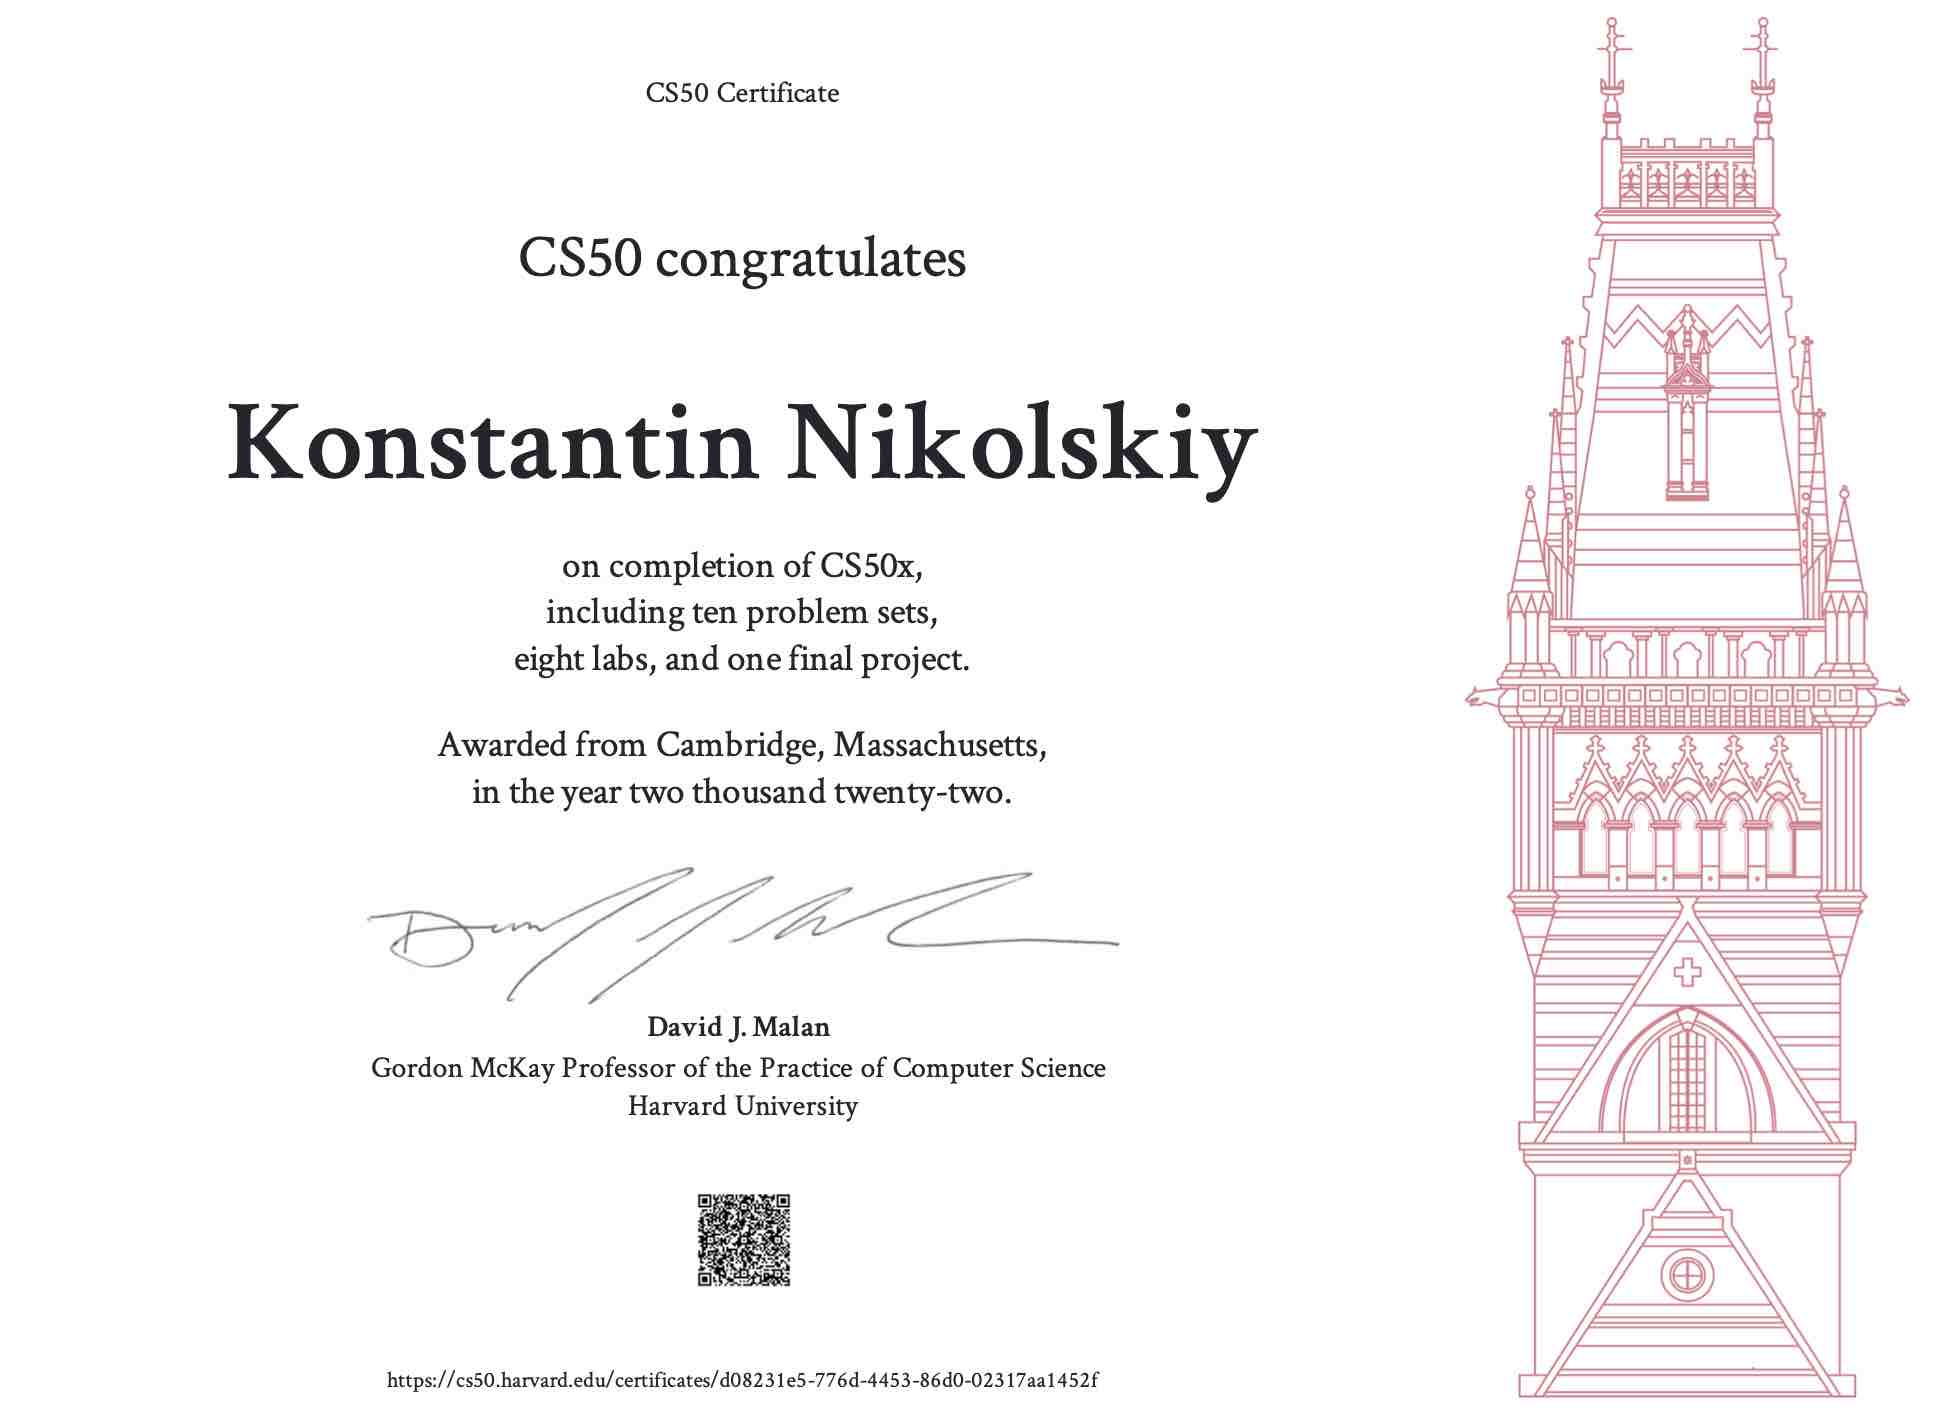 CS50 Certificate
CS50 congratulates
Konstantin Nikolskiy
on completion of CS50x,
including ten problem sets,
eight labs, and one final project.
Awarded from Cambridge, Massachusetts,
in the year two thousand twenty-two.
David J. Malan
Gordon McKay Professor of the Practice of Computer Science
Harvard University
https://cs50.harvard.edu/certificates/d08231e5-776d-4453-86d0-02317aa1452f